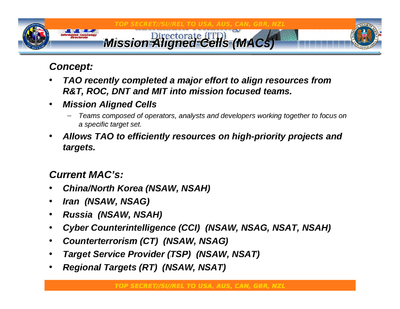 TOP SECRET//SI//REL TO USA, AUS, CAN, GBR, NZL
Information Technology
Directorate
Directorate (ITD)
Mission Aligned Cells (MACs)
Concept:
• TAO recently completed a major effort to align resources from
R&T, ROC, DNT and MIT into mission focused teams.
• Mission Aligned Cells
– Teams composed of operators, analysts and developers working together to focus on
a specific target set.
• Allows TAO to efficiently resources on high-priority projects and
targets.
Current MAC's:
• China/North Korea (NSAW, NSAH)
• Iran (NSAW, NSAG)
• Russia (NSAW, NSAH)
• Cyber Counterintelligence (CCI) (NSAW, NSAG, NSAT, NSAH)
• Counterterrorism (CT) (NSAW, NSAG)
• Target Service Provider (TSP) (NSAW, NSAT)
• Regional Targets (RT) (NSAW, NSAT)
TOP SECRET//SI//REL TO USA, AUS, CAN, GBR, NZL